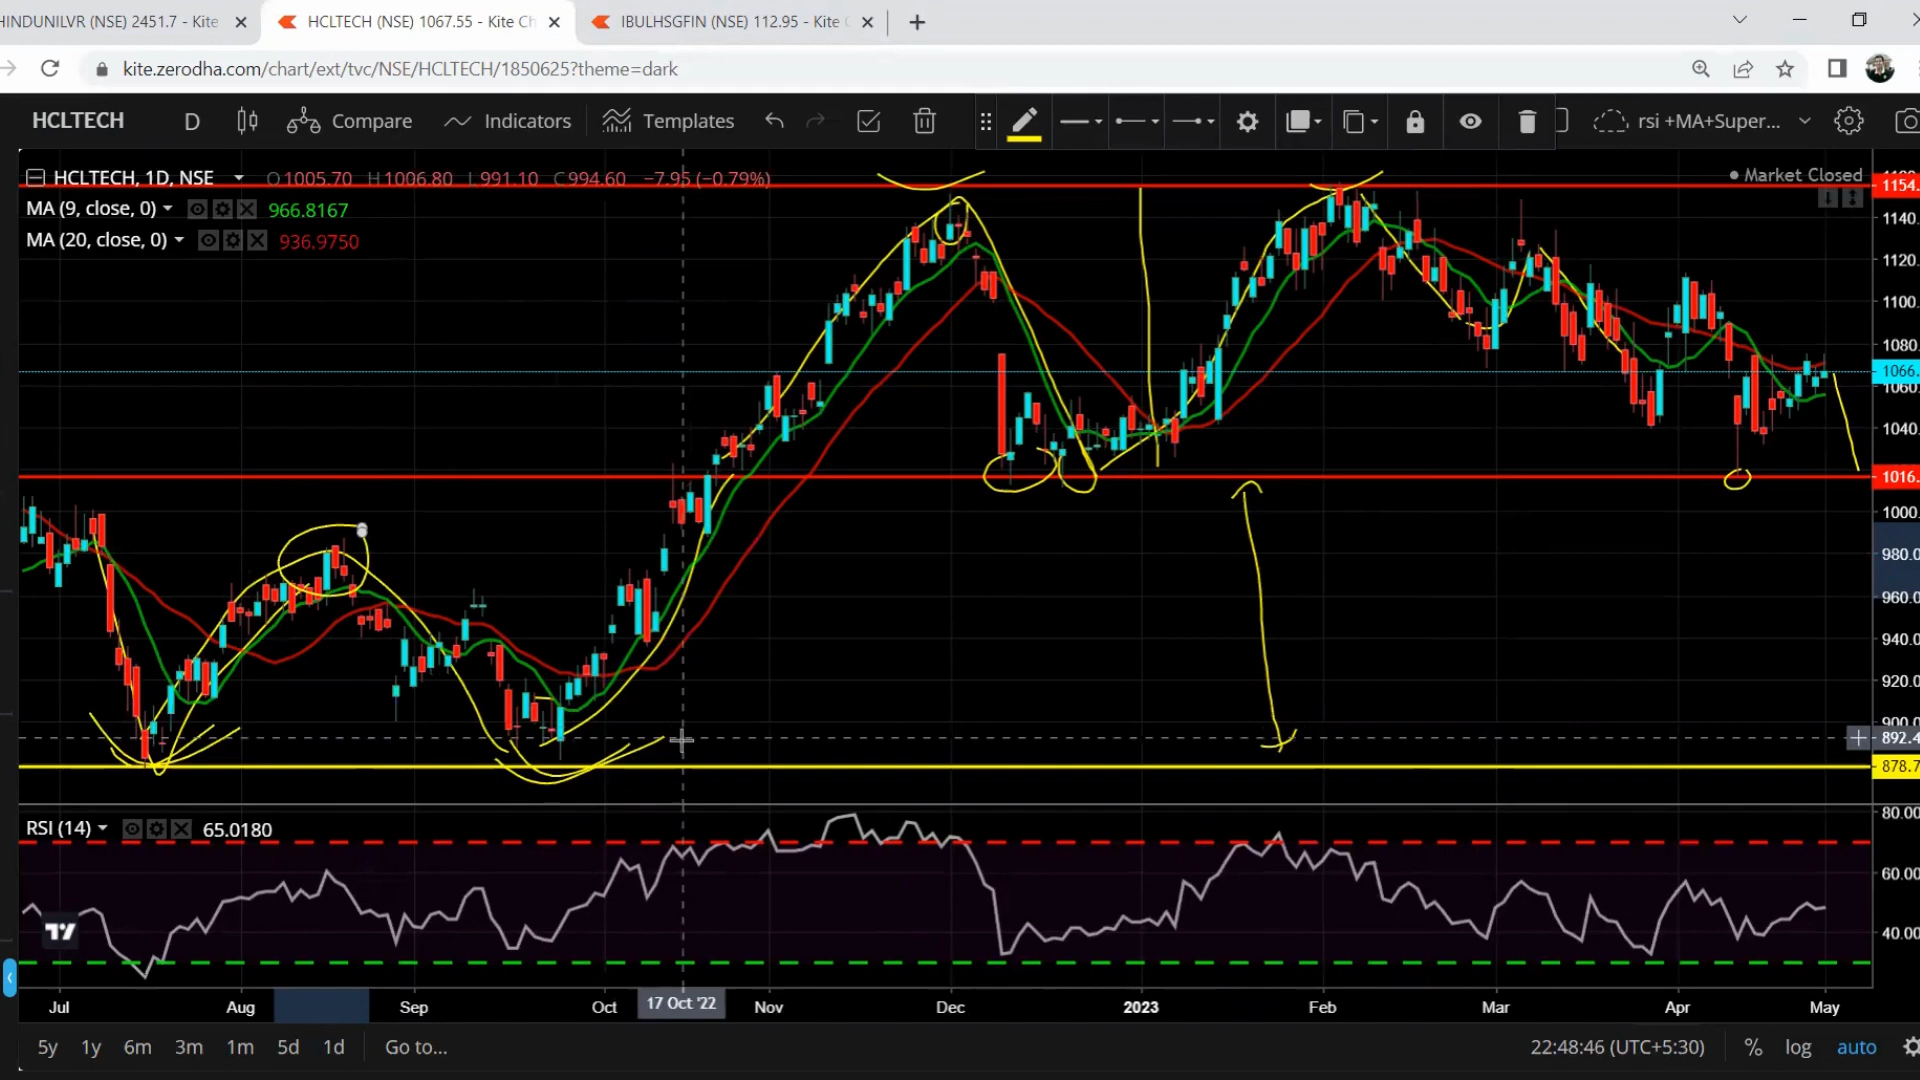 HINDUNILVR (NSE) 2451.7 - Kite
HCLTECH (NSE) 1067.55 - Kite Ch
IBULHSGFIN (NSE) 112.95 - Kite C
kite.zerodha.com/chart/ext/tvc/NSE/HCLTECH/1850625?theme=dark
HCLTECH D Compare Indicators Templates rsi +MA+Super...
HCLTECH, 1D, NSE O1005.70 H1006.80 L991.10 C994.60 −7.95 (−0.79%)
Market Closed
MA (9, close, 0) 966.8167
MA (20, close, 0) 936.9750
1154.
1140.
1120.
1100.
1080.
1066.
1060.
1040.
1016.
1000.
980.0
960.0
940.0
920.0
900.0
892.4
878.7
RSI (14) 65.0180
80.00
60.00
40.00
Jul Aug Sep Oct 17 Oct '22 Nov Dec 2023 Feb Mar Apr May
5y 1y 6m 3m 1m 5d 1d Go to... 22:48:46 (UTC+5:30) % log auto